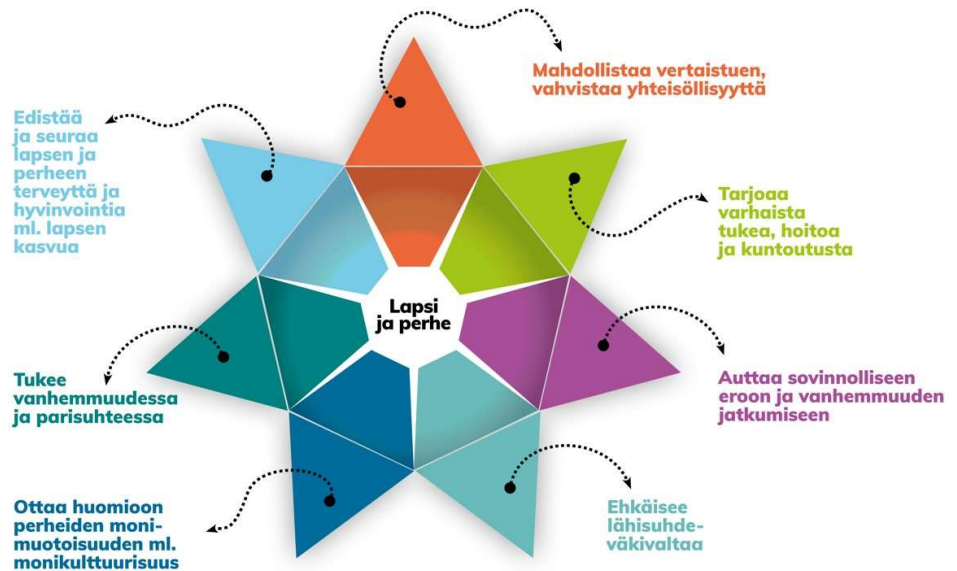 Mahdollistaa vertaistuen,
vahvistaa yhteisöllisyyttä
Edistää
ja seuraa
lapsen ja
perheen
terveyttä ja
hyvinvointia
ml. lapsen
kasvua
Tarjoaa
varhaista
tukea, hoitoa
ja kuntoutusta
Lapsi
ja perhe
Tukee
vanhemmuudessa
ja parisuhteessa
Auttaa sovinnolliseen
eroon ja vanhemmuuden
jatkumiseen
Ottaa huomioon
perheiden moni-
muotoisuuden ml.
monikulttuurisuus
Ehkäisee
lähisuhde-
väkivaltaa